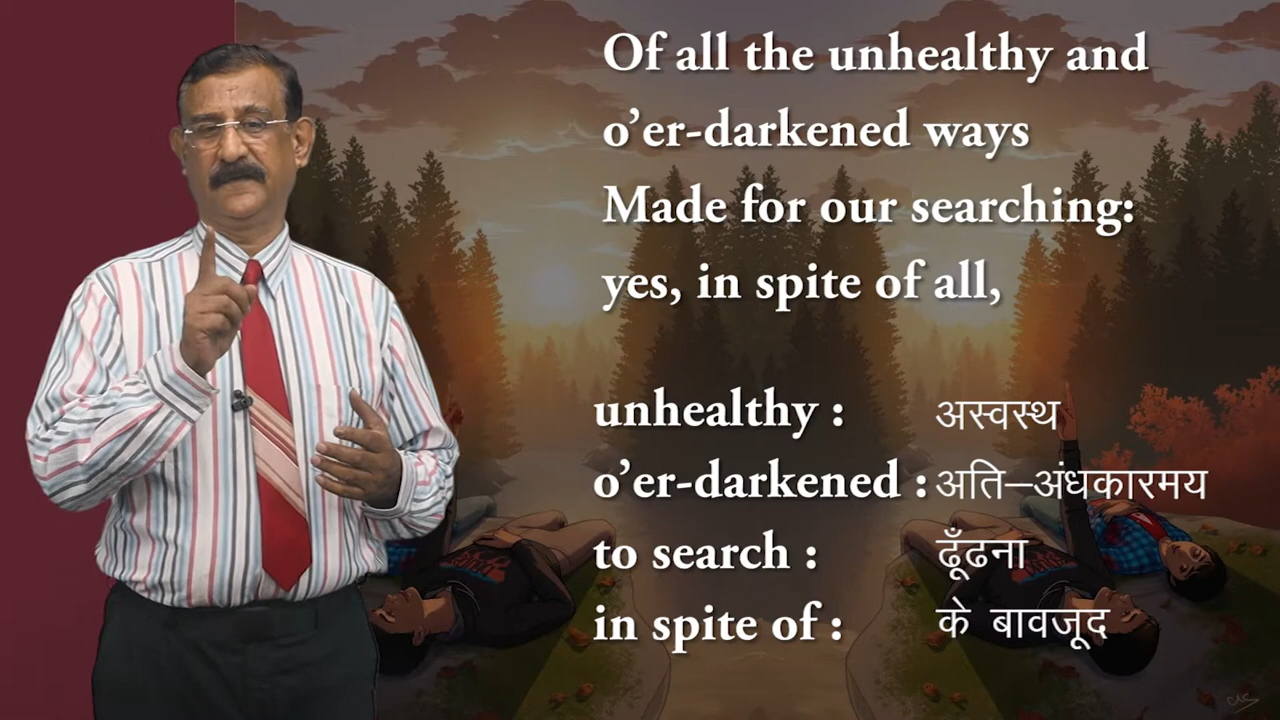 Of all the unhealthy and
o’er-darkened ways
Made for our searching:
yes, in spite of all,
unhealthy : अस्वस्थ
o’er-darkened : अति–अंधकारमय
to search : ढूँढना
in spite of : के बावजूद